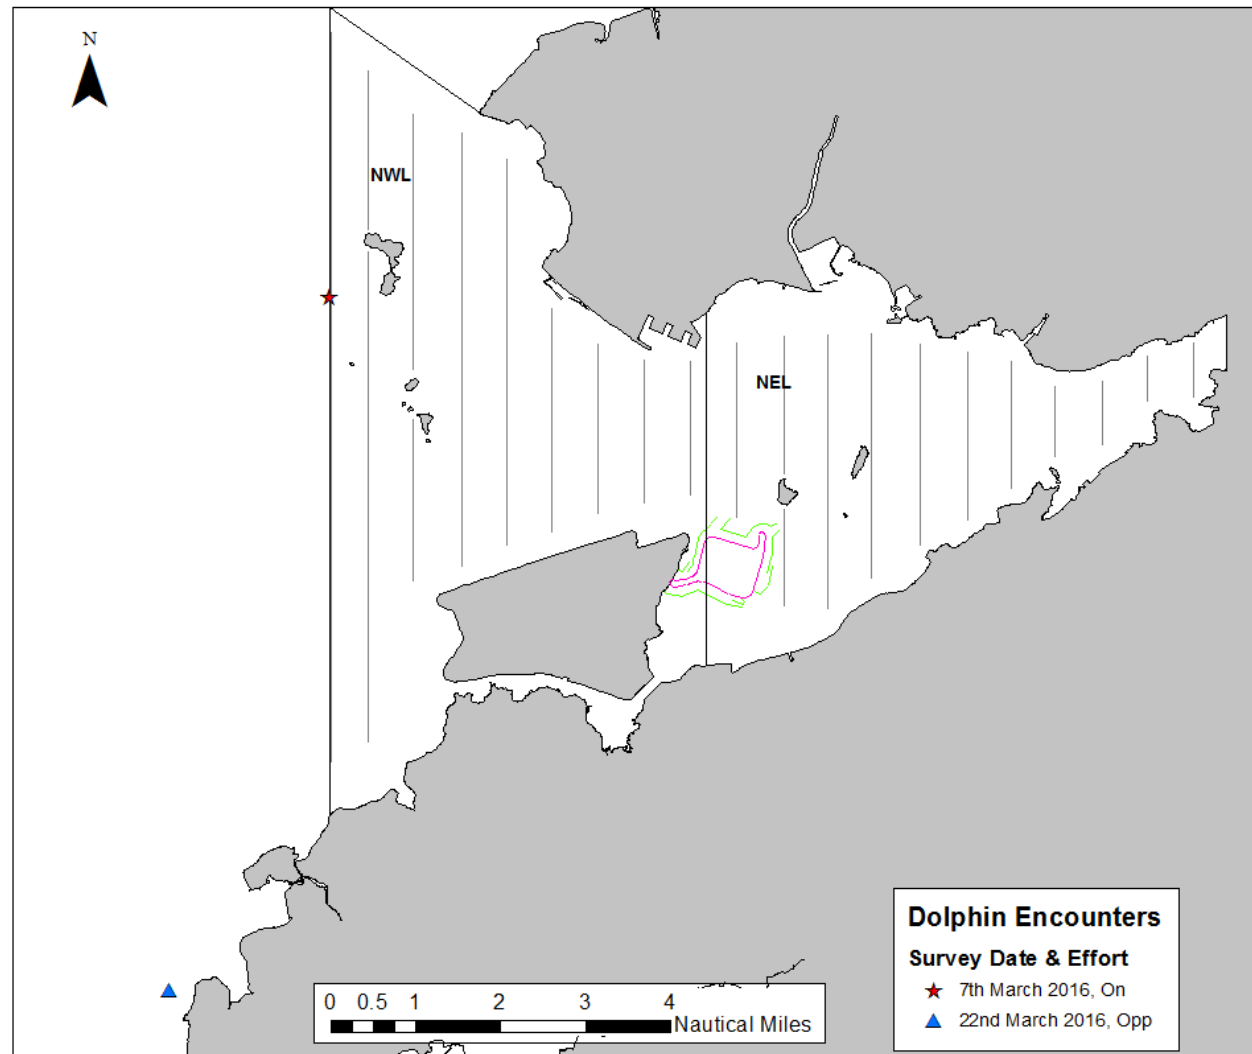 N
NWL
NEL
Dolphin Encounters
Survey Date & Effort
7th March 2016, On
22nd March 2016, Opp
0 0.5 1 2 3 4
Nautical Miles